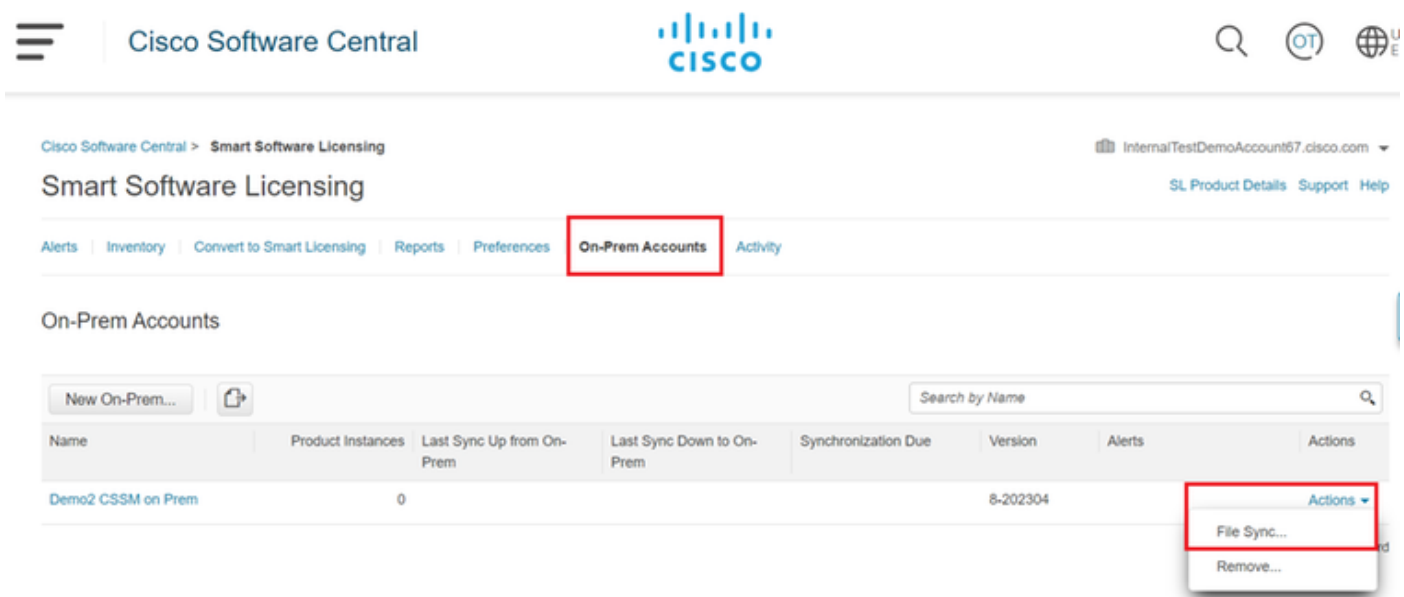 Cisco Software Central
CISCO
OT
U
E
Cisco Software Central > Smart Software Licensing
InternalTestDemoAccount67.cisco.com
Smart Software Licensing
SL Product Details Support Help
Alerts Inventory Convert to Smart Licensing Reports Preferences On-Prem Accounts Activity
On-Prem Accounts
New On-Prem...
Search by Name
Name Product Instances Last Sync Up from On-Prem Last Sync Down to On-Prem Synchronization Due Version Alerts Actions
Demo2 CSSM on Prem 0 8-202304 Actions
File Sync...
rd
Remove...